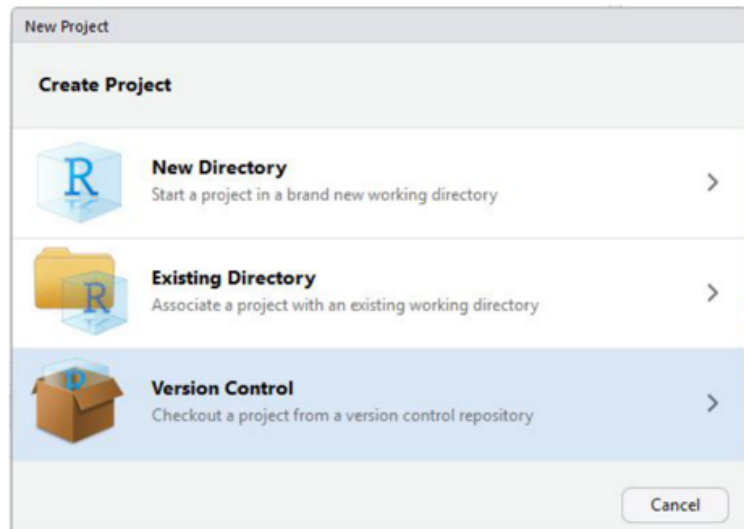 New Project
Create Project
R
New Directory
Start a project in a brand new working directory
R
Existing Directory
Associate a project with an existing working directory
Version Control
Checkout a project from a version control repository
Cancel